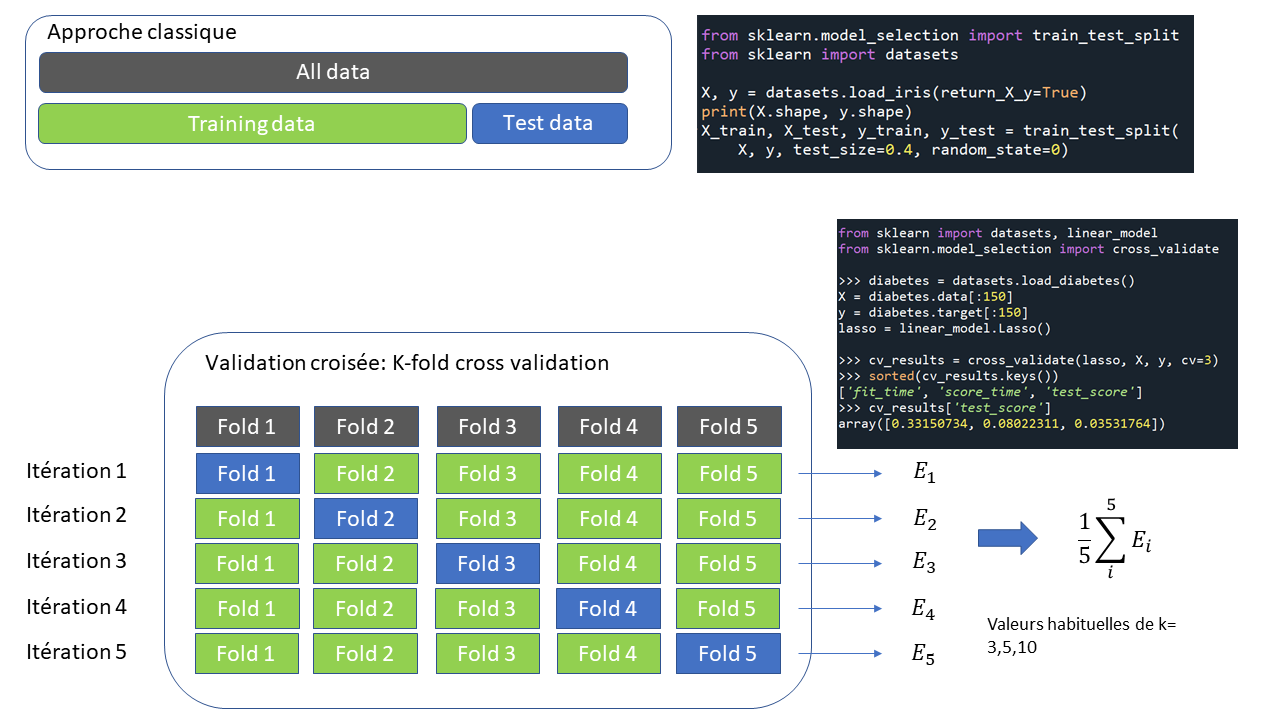 Approche classique
All data
Training data
Test data
from sklearn.model_selection import train_test_split
from sklearn import datasets
X, y = datasets.load_iris(return_X_y=True)
print(X.shape, y.shape)
X_train, X_test, y_train, y_test = train_test_split(
X, y, test_size=0.4, random_state=0)
from sklearn import datasets, linear_model
from sklearn.model_selection import cross_validate
>>> diabetes = datasets.load_diabetes()
X = diabetes.data[:150]
y = diabetes.target[:150]
lasso = linear_model.Lasso()
>>> cv_results = cross_validate(lasso, X, y, cv=3)
>>> sorted(cv_results.keys())
['fit_time', 'score_time', 'test_score']
>>> cv_results['test_score']
array([0.33150734, 0.08022311, 0.03531764])
Validation croisée: K-fold cross validation
Fold 1 Fold 2 Fold 3 Fold 4 Fold 5
Itération 1 Fold 1 Fold 2 Fold 3 Fold 4 Fold 5 E₁
Itération 2 Fold 1 Fold 2 Fold 3 Fold 4 Fold 5 E₂
Itération 3 Fold 1 Fold 2 Fold 3 Fold 4 Fold 5 E₃
Itération 4 Fold 1 Fold 2 Fold 3 Fold 4 Fold 5 E₄
Itération 5 Fold 1 Fold 2 Fold 3 Fold 4 Fold 5 E₅
5
1/5 ∑ Eᵢ
i
Valeurs habituelles de k=
3,5,10